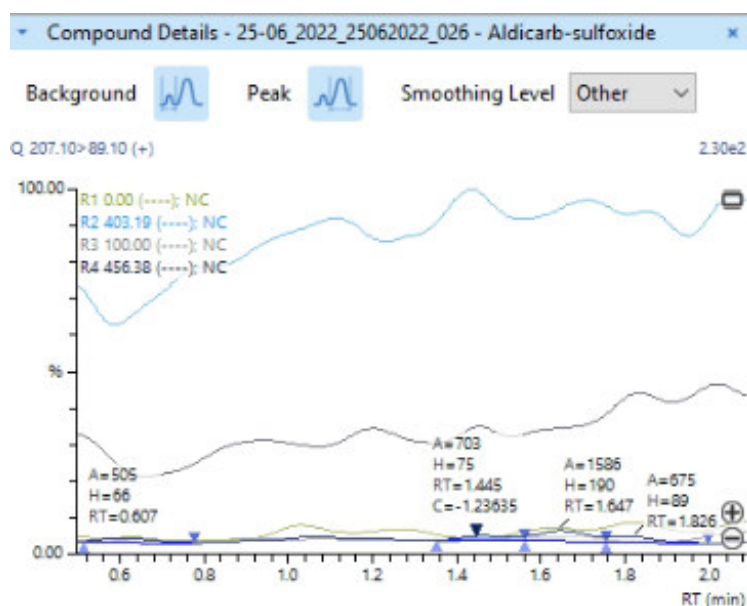 Compound Details - 25-06_2022_25062022_026 - Aldicarb-sulfoxide
Background Peak Smoothing Level Other
Q 207.10>89.10 (+) 2.30e2
100.00
R1 0.00 (----); NC
R2 403.19 (----); NC
R3 100.00 (----); NC
R4 456.38 (----); NC
%
A=505
H=66
RT=0.607
A=703
H=75
RT=1.445
C=-1.23635
A=1586
H=190
RT=1.647
A=675
H=89
RT=1.826
0.00
0.6 0.8 1.0 1.2 1.4 1.6 1.8 2.0
RT (min)